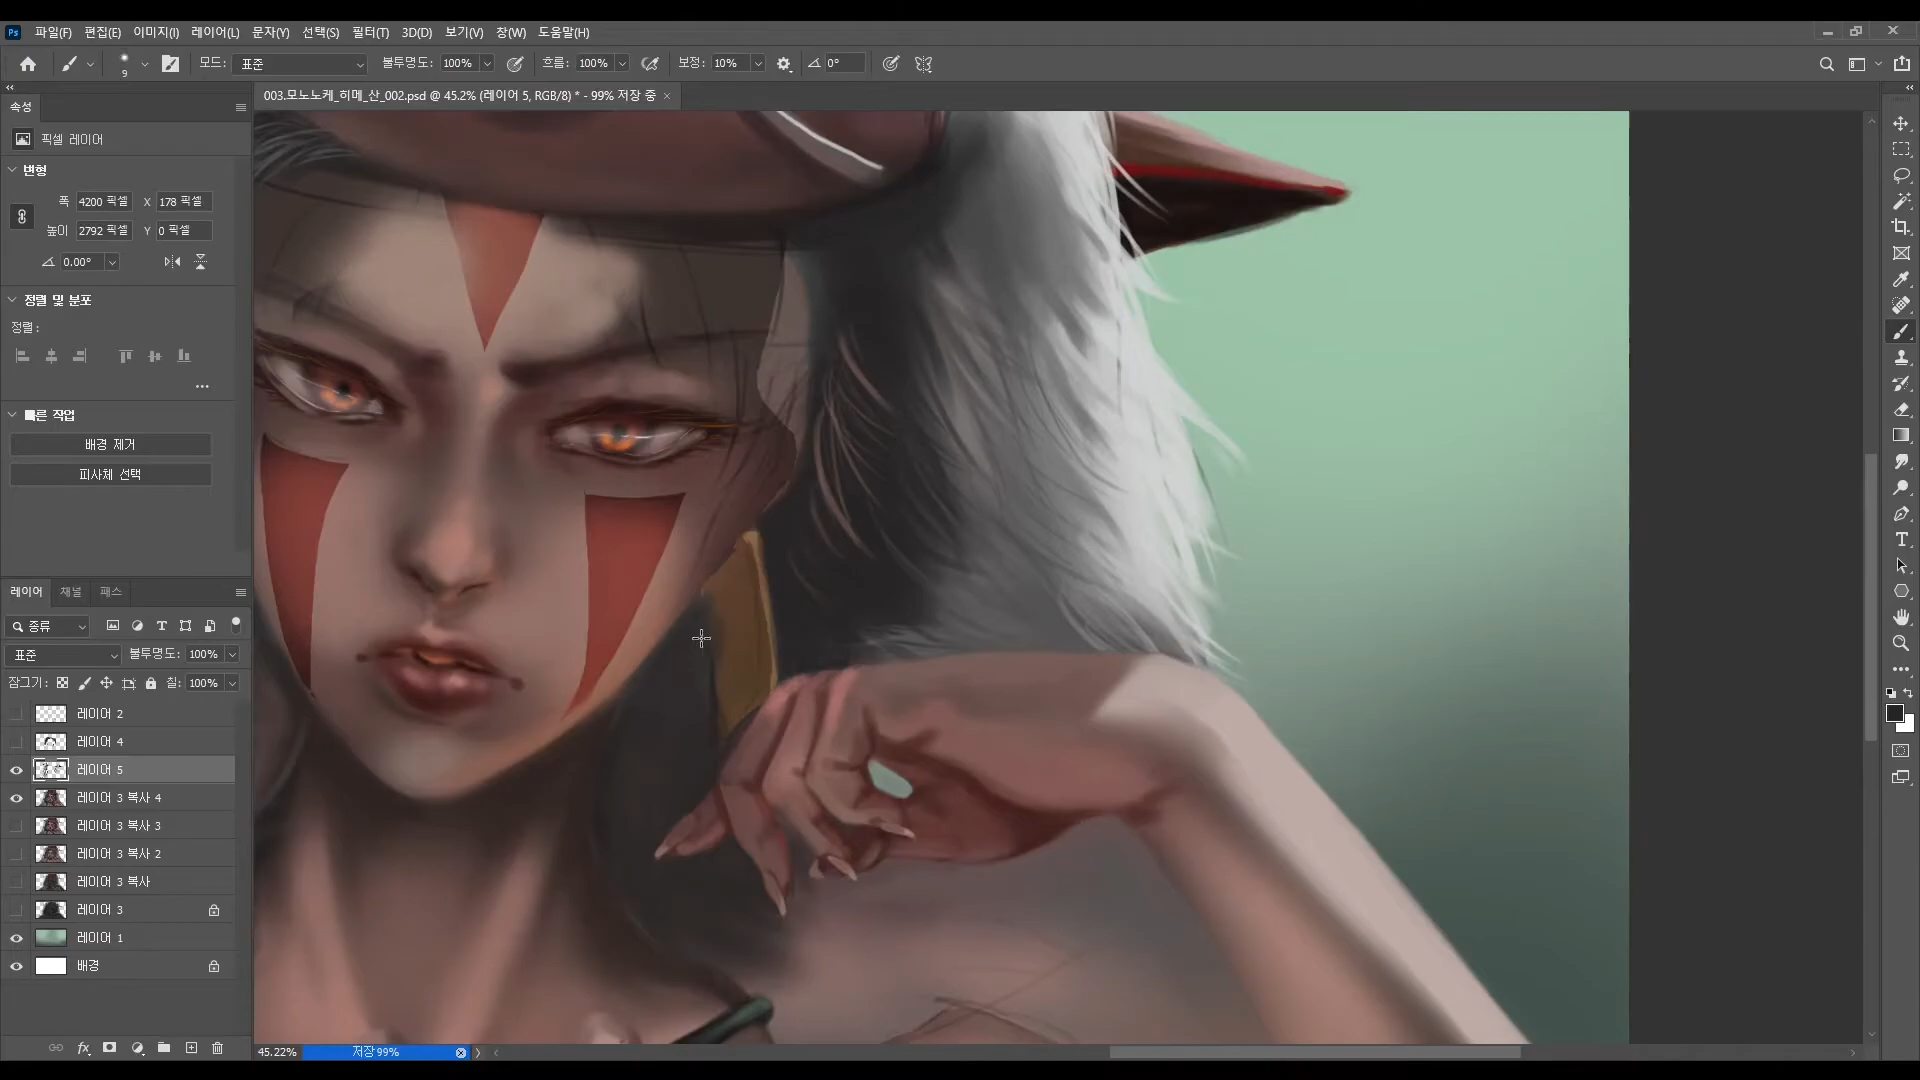 Ps 파일(F) 편집(E) 이미지(I) 레이어(L) 문자(Y) 선택(S) 필터(T) 3D(D) 보기(V) 창(W) 도움말(H)
9 모드: 표준 불투명도: 100% 흐름: 100% 보정: 10% 0°
003.모노노케_히메_산_002.psd @ 45.2% (레이어 5, RGB/8) * - 99% 저장 중
속성
픽셀 레이어
변형
폭 4200 픽셀 X 178 픽셀
높이 2792 픽셀 Y 0 픽셀
0.00°
정렬 및 분포
정렬:
빠른 작업
배경 제거
피사체 선택
레이어 채널 패스
종류
표준 불투명도: 100%
잠그기: 칠: 100%
레이어 2
레이어 4
레이어 5
레이어 3 복사 4
레이어 3 복사 3
레이어 3 복사 2
레이어 3 복사
레이어 3
레이어 1
배경
fx
45.22% 저장 99%